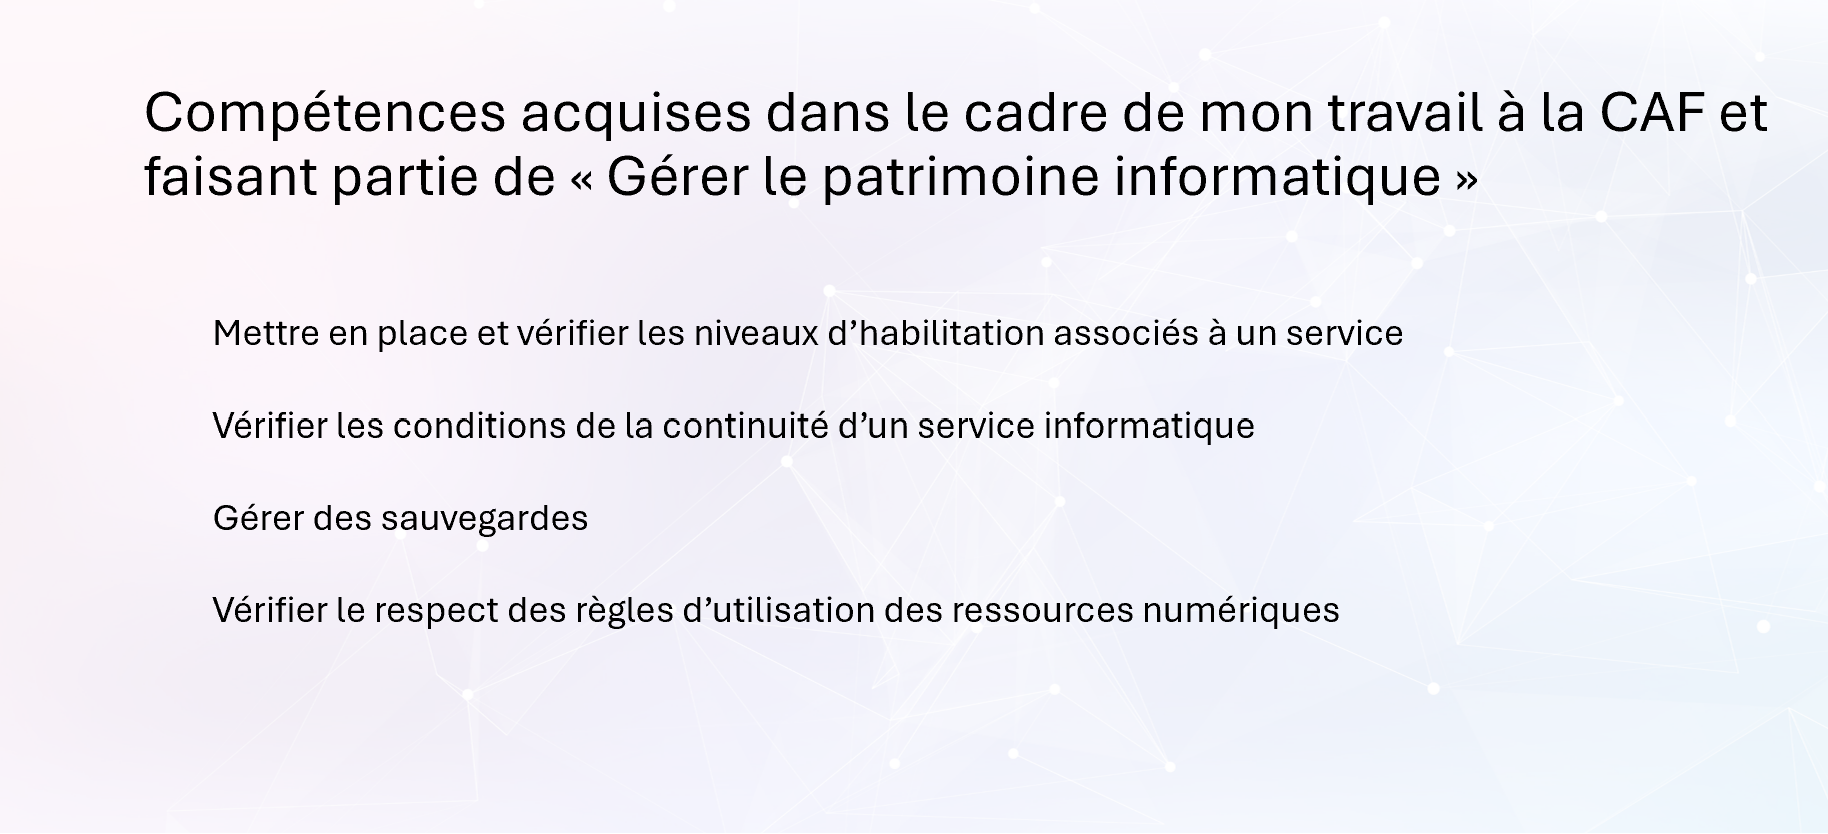 Compétences acquises dans le cadre de mon travail à la CAF et
faisant partie de « Gérer le patrimoine informatique »
Mettre en place et vérifier les niveaux d’habilitation associés à un service
Vérifier les conditions de la continuité d’un service informatique
Gérer des sauvegardes
Vérifier le respect des règles d’utilisation des ressources numériques